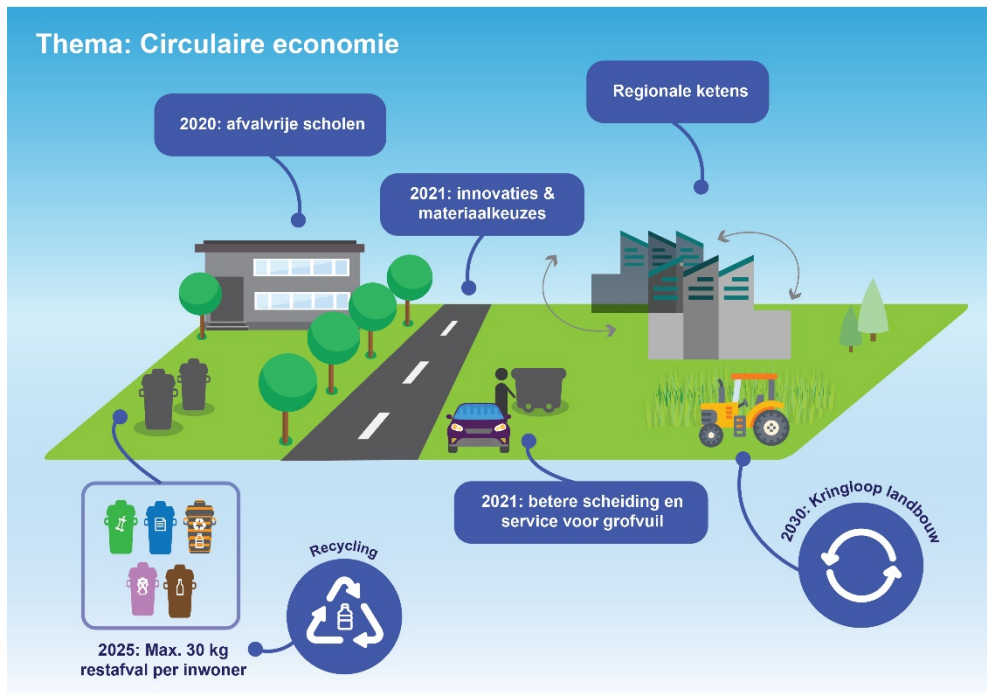 Thema: Circulaire economie
Regionale ketens
2020: afvalvrije scholen
2021: innovaties &
materiaalkeuzes
2021: betere scheiding en
service voor grofvuil
2030: Kringloop landbouw
Recycling
2025: Max. 30 kg
restafval per inwoner